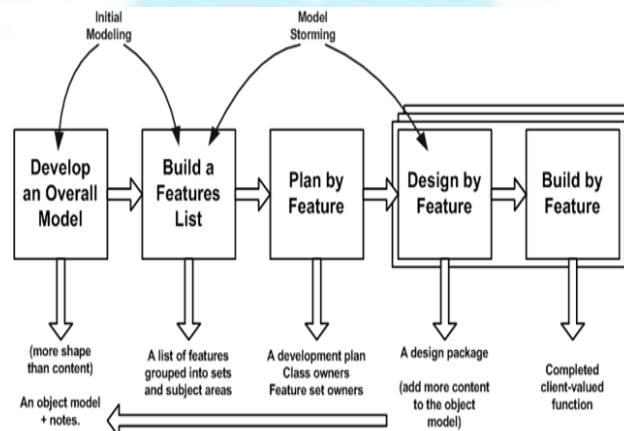 Initial
Modeling
Model
Storming
Develop
an Overall
Model
Build a
Features
List
Plan by
Feature
Design by
Feature
Build by
Feature
(more shape
than content)
An object model
+ notes.
A list of features
grouped into sets
and subject areas
A development plan
Class owners
Feature set owners
A design package
(add more content
to the object
model)
Completed
client-valued
function